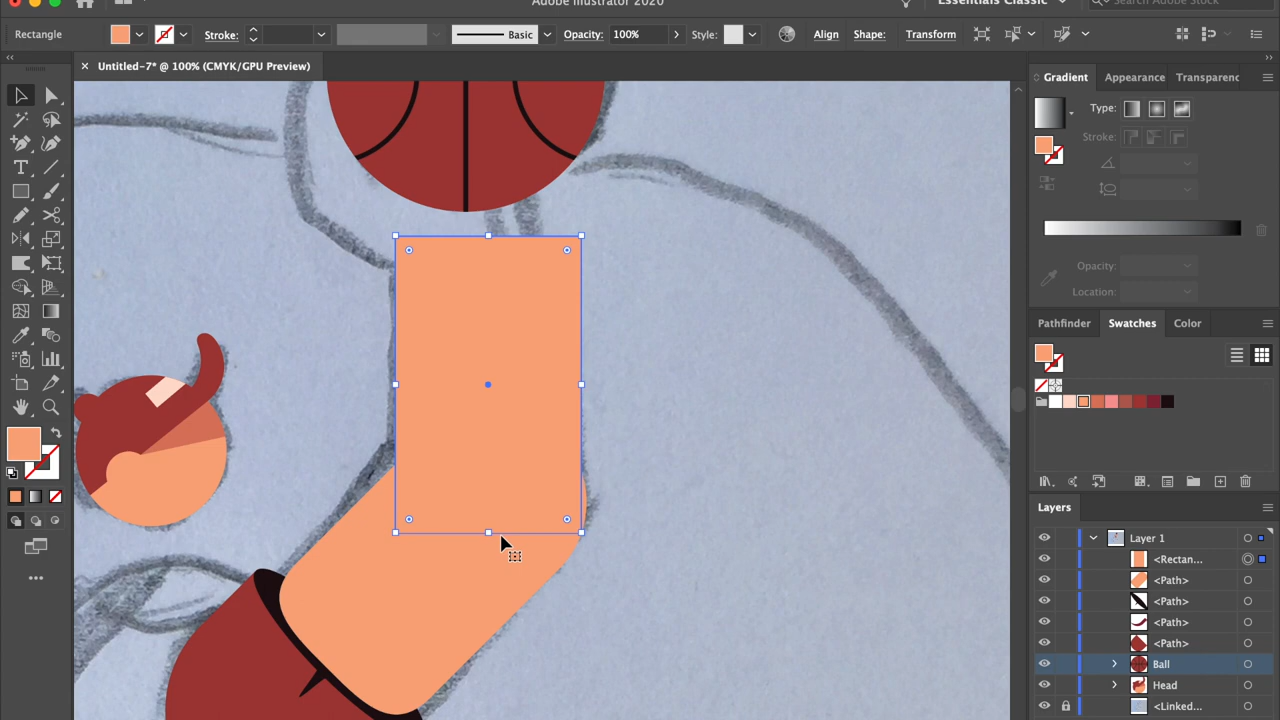 Adobe Illustrator 2020
Essentials Classic
Search Adobe Stock
Rectangle
Stroke:
Basic
Opacity: 100%
Style:
Align
Shape:
Transform
× Untitled-7* @ 100% (CMYK/GPU Preview)
Gradient
Appearance
Transparenc
Type:
Stroke:
Opacity:
Location:
Pathfinder
Swatches
Color
Layers
Layer 1
<Rectan...
<Path>
<Path>
<Path>
<Path>
Ball
Head
<Linked...